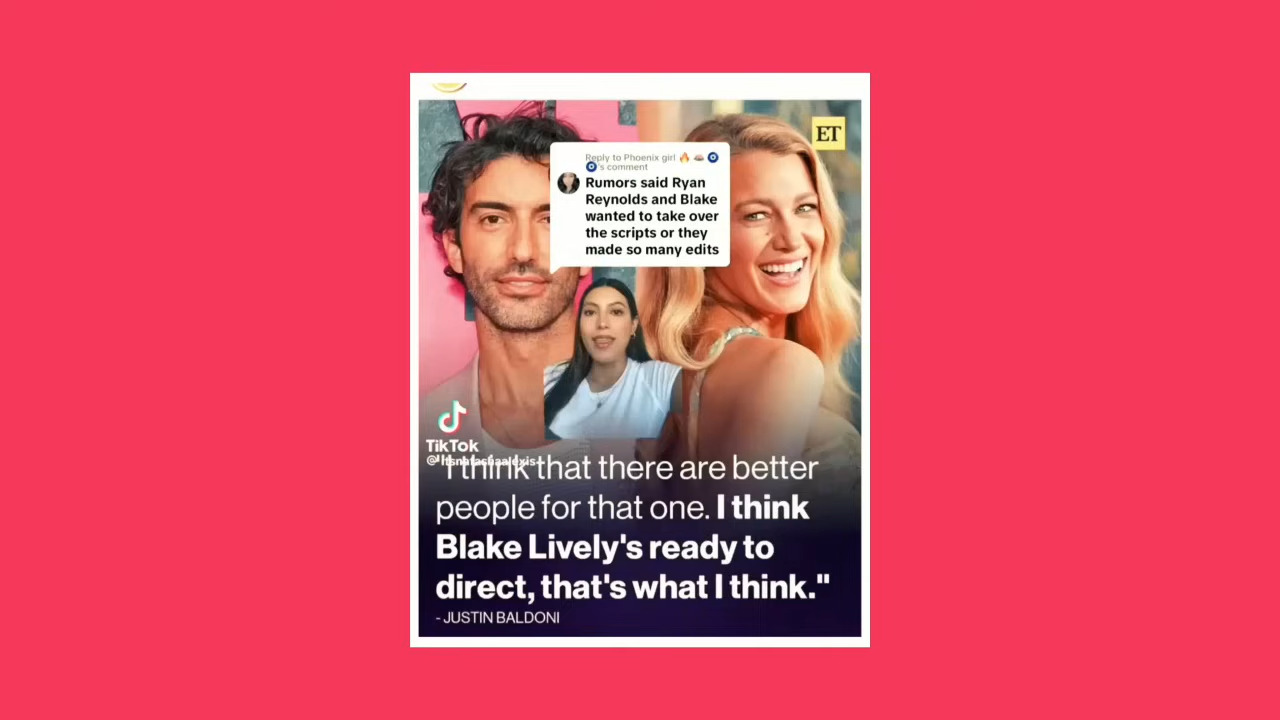 ET
Reply to Phoenix girl 🔥 🪬 🧿
🧿's comment
Rumors said Ryan
Reynolds and Blake
wanted to take over
the scripts or they
made so many edits
TikTok
@itsnatashaalexis
"I think that there are better
people for that one. I think
Blake Lively's ready to
direct, that's what I think."
- JUSTIN BALDONI